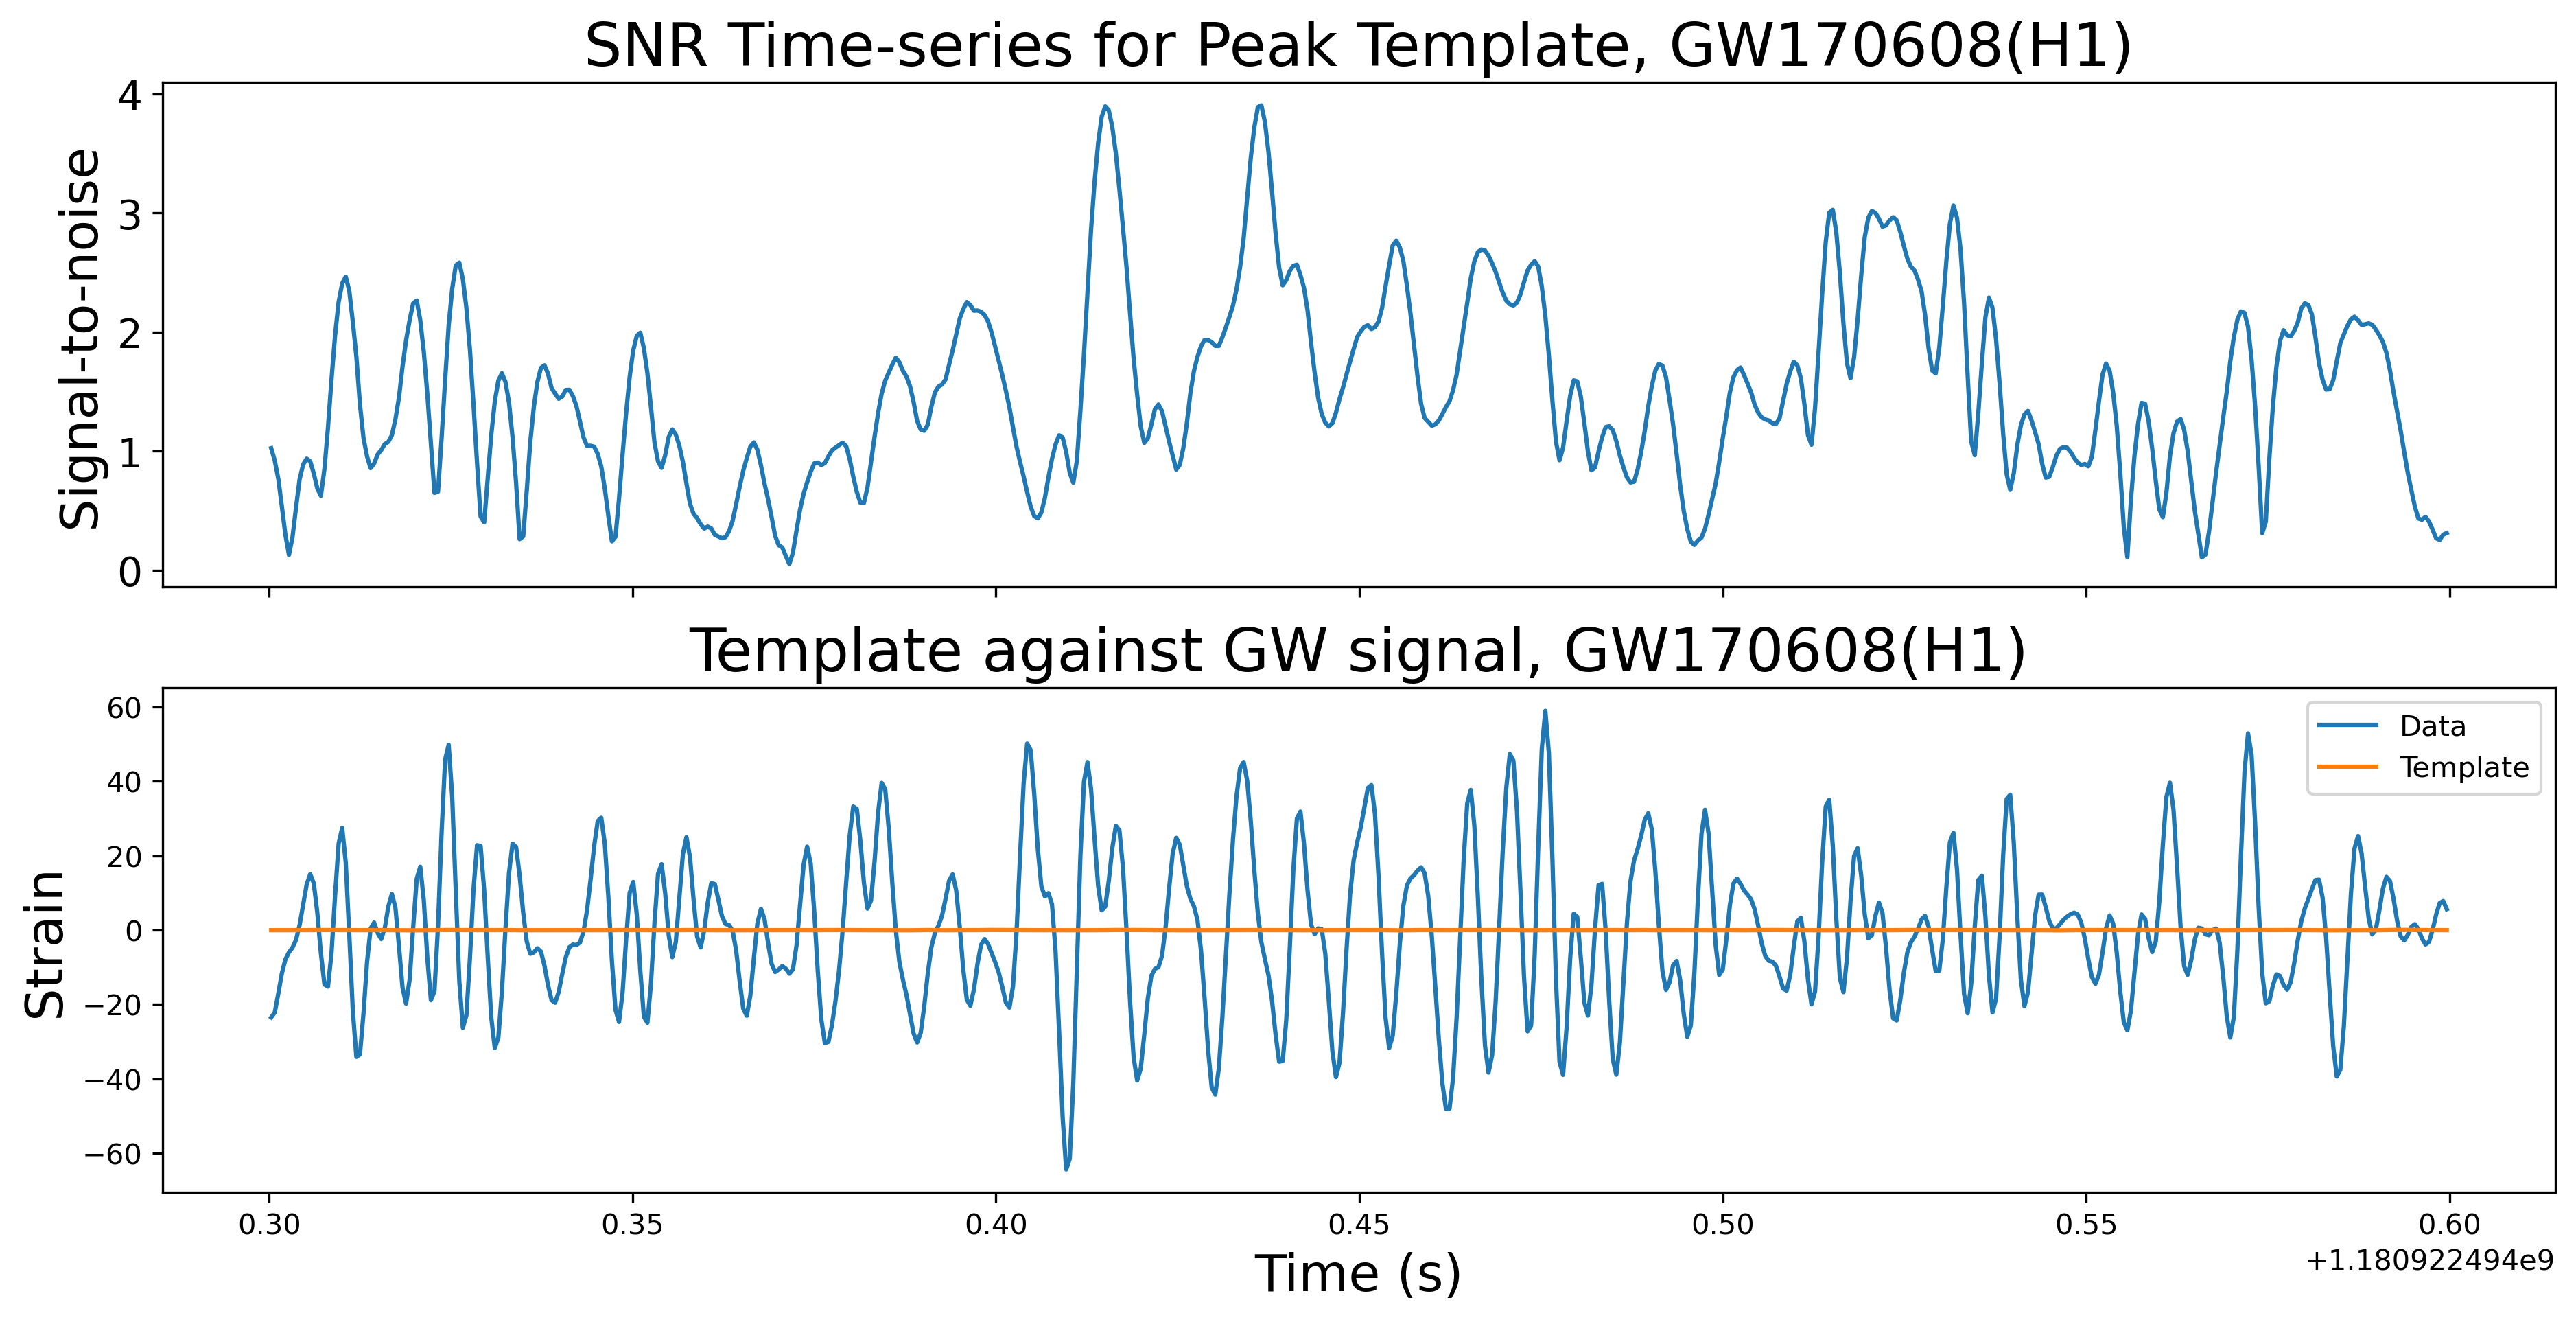 SNR Time-series for Peak Template, GW170608(H1)
Signal-to-noise
4
3
2
1
0
Template against GW signal, GW170608(H1)
Strain
60
40
20
0
−20
−40
−60
Data
Template
0.30 0.35 0.40 0.45 0.50 0.55 0.60
+1.180922494e9
Time (s)